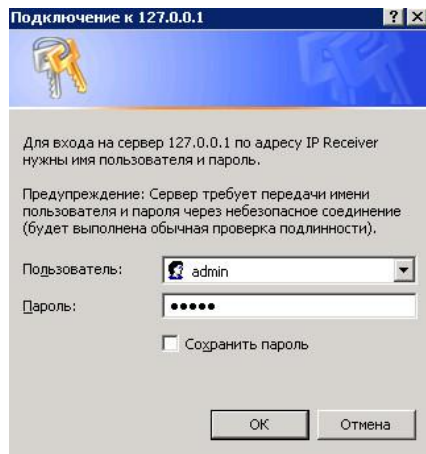 Подключение к 127.0.0.1
Для входа на сервер 127.0.0.1 по адресу IP Receiver
нужны имя пользователя и пароль.
Предупреждение: Сервер требует передачи имени
пользователя и пароля через небезопасное соединение
(будет выполнена обычная проверка подлинности).
Пользователь: admin
Пароль: •••••
Сохранить пароль
ОК Отмена